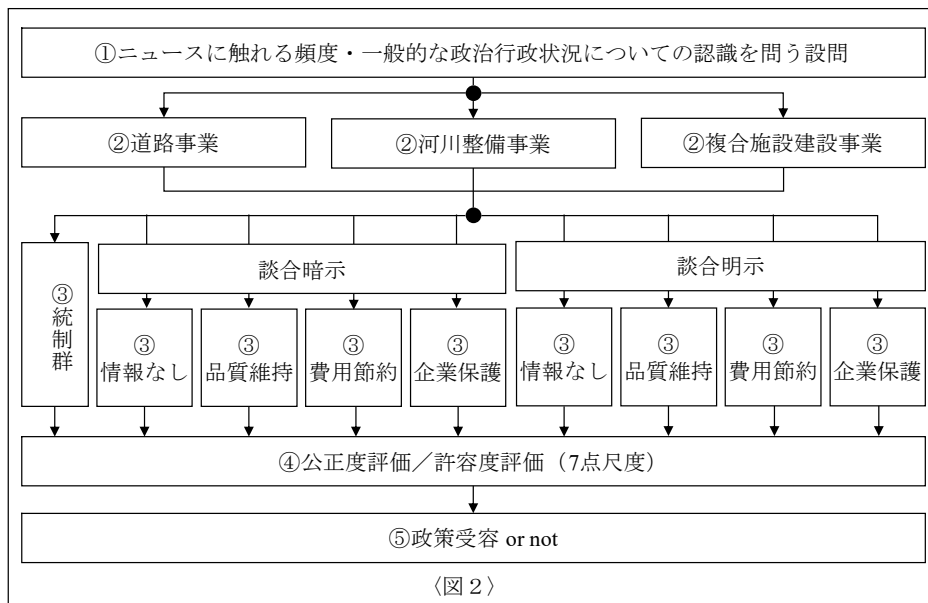 ①ニュースに触れる頻度・一般的な政治行政状況についての認識を問う設問
②道路事業
②河川整備事業
②複合施設建設事業
③統制群
談合暗示
談合明示
③
情報なし
③
品質維持
③
費用節約
③
企業保護
③
情報なし
③
品質維持
③
費用節約
③
企業保護
④公正度評価／許容度評価（7点尺度）
⑤政策受容 or not
〈図２〉